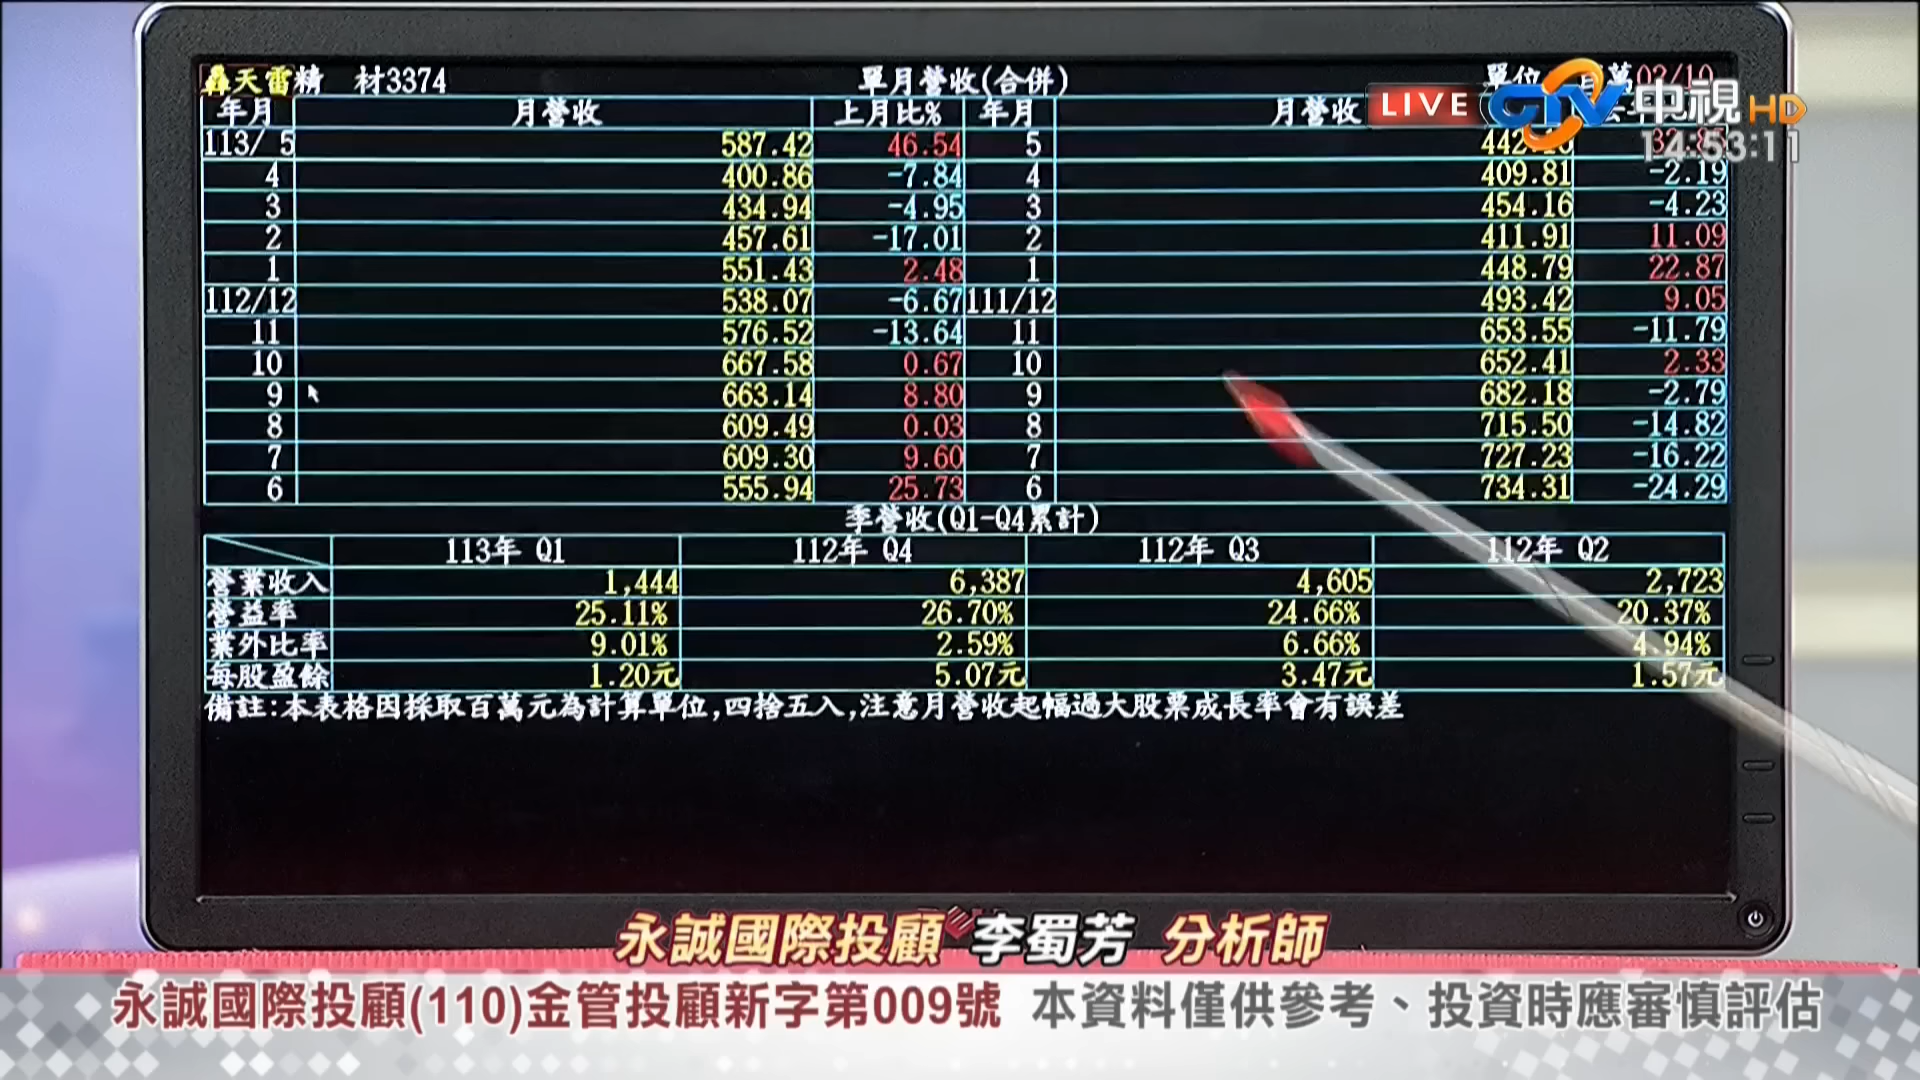 轟天雷精 材3374 單月營收(合併) 單位 百萬02/10
LIVE CTV 中視HD
14:53:11
年月 月營收 上月比% 年月 月營收
113/ 5 587.42 46.54 5
4 400.86 -7.84 4 409.81 -2.19
3 434.94 -4.95 3 454.16 -4.23
2 457.61 -17.01 2 411.91 11.09
1 551.43 2.48 1 448.79 22.87
112/12 538.07 -6.67 111/12 493.42 9.05
11 576.52 -13.64 11 653.55 -11.79
10 667.58 0.67 10 652.41 2.33
9 663.14 8.80 9 682.18 -2.79
8 609.49 0.03 8 715.50 -14.82
7 609.30 9.60 7 727.23 -16.22
6 555.94 25.73 6 734.31 -24.29
季營收(Q1-Q4累計)
113年 Q1 112年 Q4 112年 Q3 112年 Q2
營業收入 1,444 6,387 4,605 2,723
營益率 25.11% 26.70% 24.66% 20.37%
業外比率 9.01% 2.59% 6.66% 4.94%
每股盈餘 1.20元 5.07元 3.47元 1.57元
備註:本表格因採取百萬元為計算單位,四捨五入,注意月營收起幅過大股票成長率會有誤差
永誠國際投顧 李蜀芳 分析師
永誠國際投顧(110)金管投顧新字第009號 本資料僅供參考、投資時應審慎評估